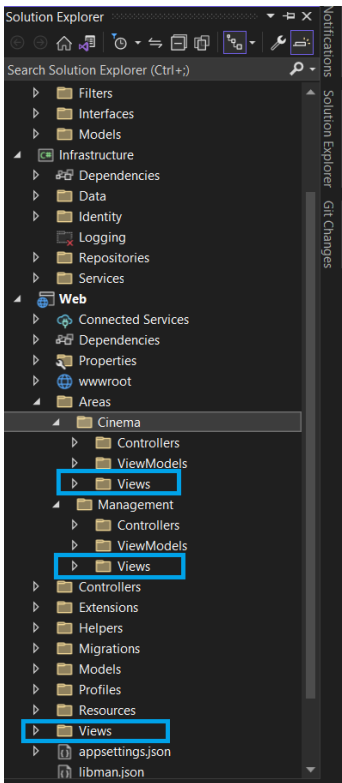 Solution Explorer
Search Solution Explorer (Ctrl+;)
Filters
Interfaces
Models
C# Infrastructure
Dependencies
Data
Identity
Logging
Repositories
Services
Web
Connected Services
Dependencies
Properties
wwwroot
Areas
Cinema
Controllers
ViewModels
Views
Management
Controllers
ViewModels
Views
Controllers
Extensions
Helpers
Migrations
Models
Profiles
Resources
Views
appsettings.json
libman.json
Notifications
Solution Explorer
Git Changes